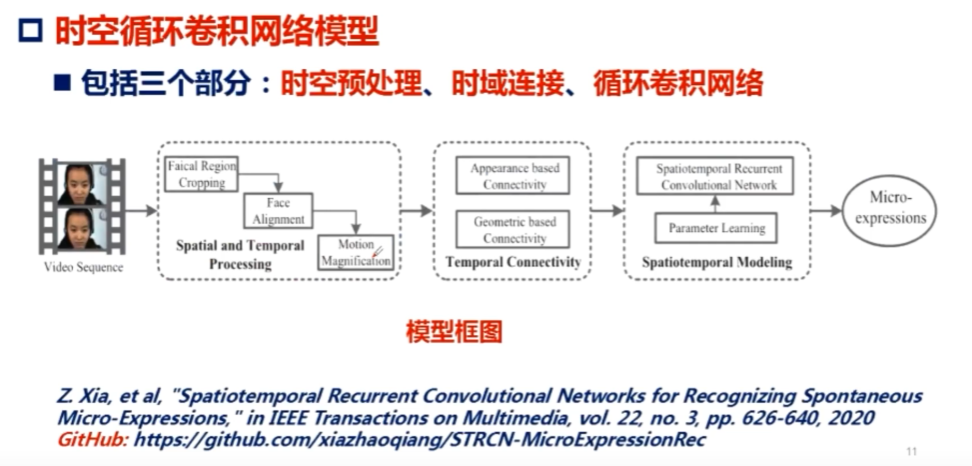 时空循环卷积网络模型
包括三个部分：时空预处理、时域连接、循环卷积网络
Video Sequence
Faical Region
Cropping
Face
Alignment
Motion
Magnification
Spatial and Temporal
Processing
Appearance based
Connectivity
Geometric based
Connectivity
Temporal Connectivity
Spatiotemporal Recurrent
Convolutional Network
Parameter Learning
Spatiotemporal Modeling
Micro-
expressions
模型框图
Z. Xia, et al, "Spatiotemporal Recurrent Convolutional Networks for Recognizing Spontaneous
Micro-Expressions," in IEEE Transactions on Multimedia, vol. 22, no. 3, pp. 626-640, 2020
GitHub: https://github.com/xiazhaoqiang/STRCN-MicroExpressionRec
11